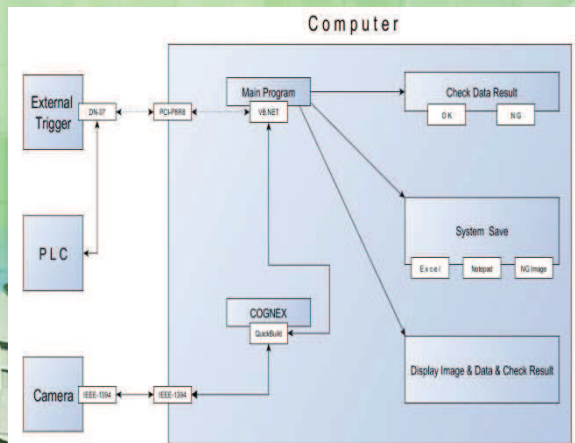 Computer
External
Trigger
DN-37
PCI-P8R8
Main Program
VB.NET
Check Data Result
OK
NG
PLC
System Save
Excel
Notepad
NG Image
COGNEX
QuickBuild
Camera
IEEE-1394
IEEE-1394
Display Image & Data & Check Result